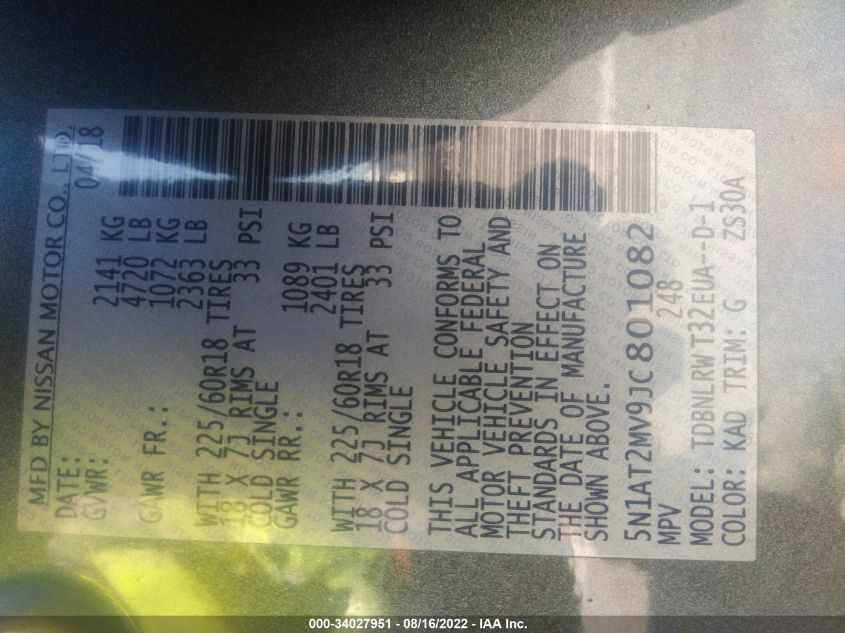 MFD BY NISSAN MOTOR CO., LTD.
DATE: 04/18
GVWR: 2141 KG
4720 LB
GAWR FR.: 1072 KG
2363 LB
WITH 225/60R18 TIRES
18 X 7J RIMS AT 33 PSI
COLD SINGLE
GAWR RR.: 1089 KG
2401 LB
WITH 225/60R18 TIRES
18 X 7J RIMS AT 33 PSI
COLD SINGLE
THIS VEHICLE CONFORMS TO
ALL APPLICABLE FEDERAL
MOTOR VEHICLE SAFETY AND
THEFT PREVENTION
STANDARDS IN EFFECT ON
THE DATE OF MANUFACTURE
SHOWN ABOVE.
5N1AT2MV9JC801082
MPV 248
MODEL: TDBNLRW T32EUA--D-1
COLOR: KAD TRIM: G ZS30A
000-34027951 - 08/16/2022 - IAA Inc.